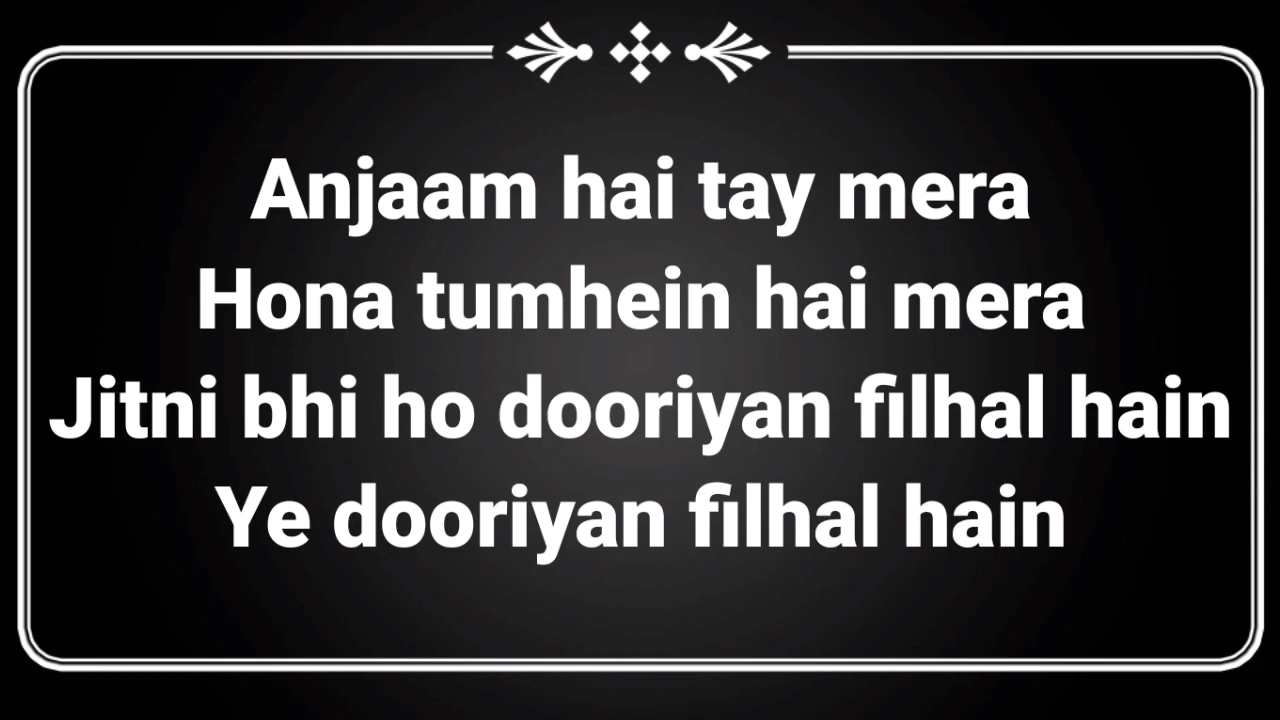 Anjaam hai tay mera
Hona tumhein hai mera
Jitni bhi ho dooriyan filhal hain
Ye dooriyan filhal hain